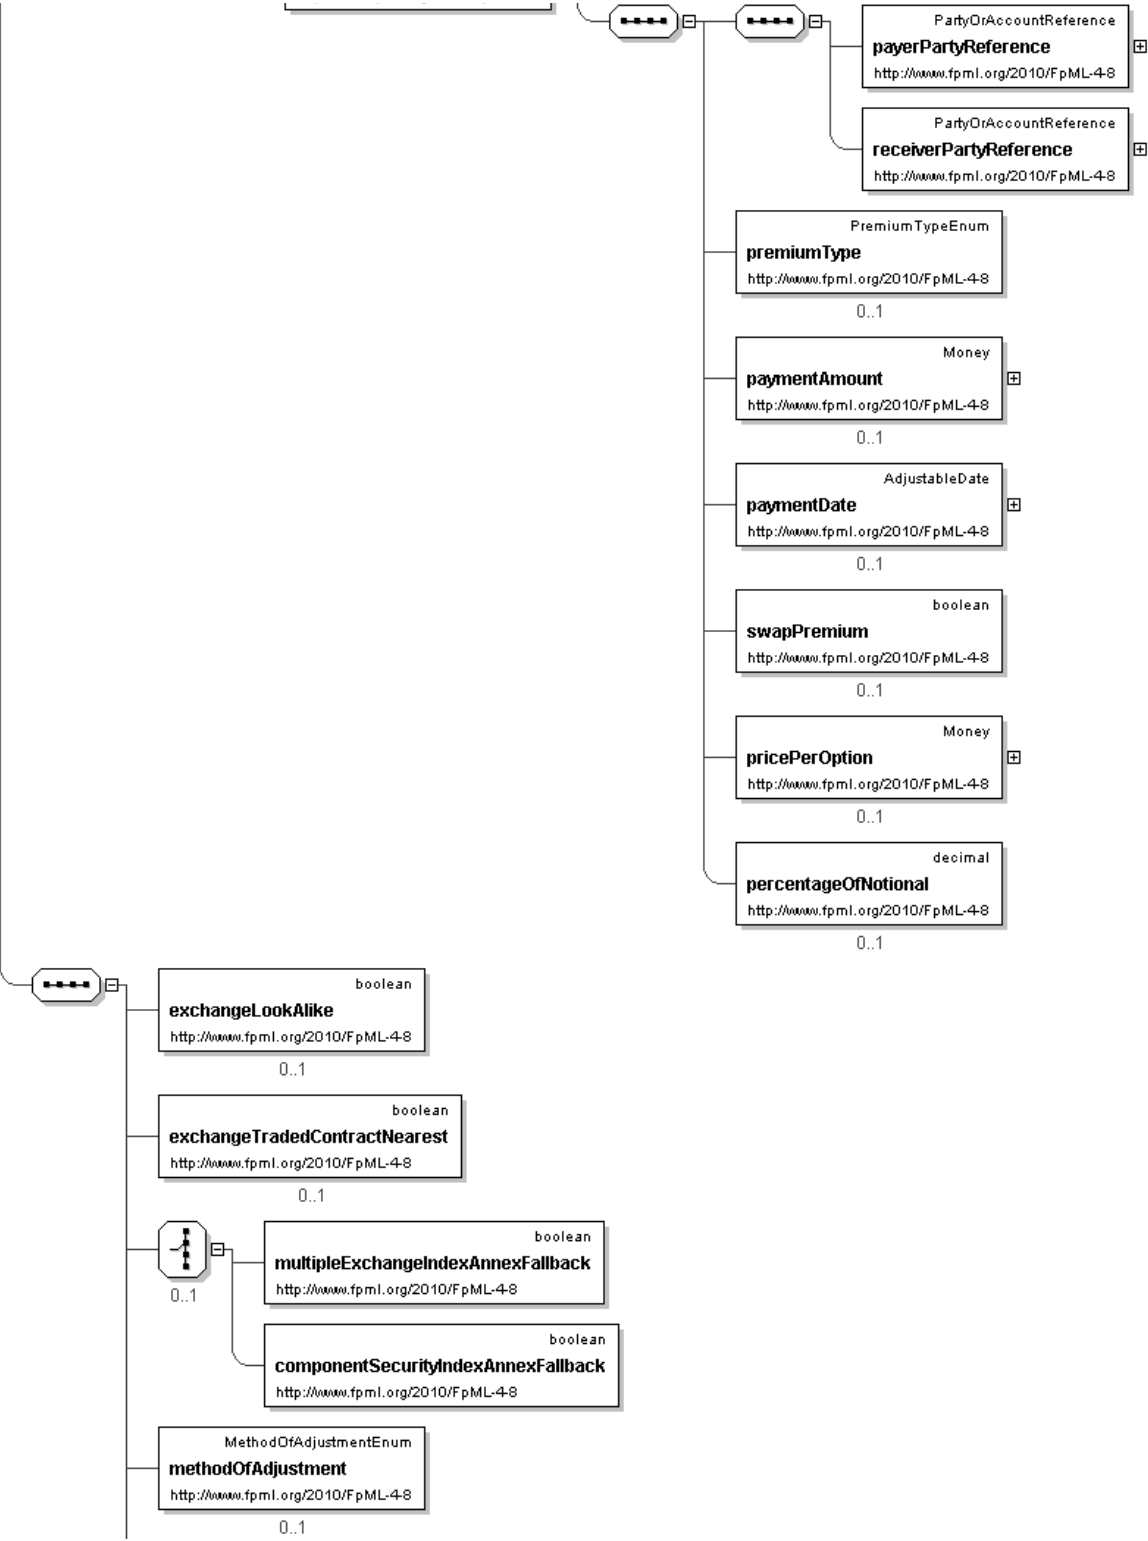 PartyOrAccountReference
payerPartyReference
http://www.fpml.org/2010/FpML-4-8
PartyOrAccountReference
receiverPartyReference
http://www.fpml.org/2010/FpML-4-8
PremiumTypeEnum
premiumType
http://www.fpml.org/2010/FpML-4-8
0..1
Money
paymentAmount
http://www.fpml.org/2010/FpML-4-8
0..1
AdjustableDate
paymentDate
http://www.fpml.org/2010/FpML-4-8
0..1
boolean
swapPremium
http://www.fpml.org/2010/FpML-4-8
0..1
Money
pricePerOption
http://www.fpml.org/2010/FpML-4-8
0..1
decimal
percentageOfNotional
http://www.fpml.org/2010/FpML-4-8
0..1
boolean
exchangeLookAlike
http://www.fpml.org/2010/FpML-4-8
0..1
boolean
exchangeTradedContractNearest
http://www.fpml.org/2010/FpML-4-8
0..1
boolean
multipleExchangeIndexAnnexFallback
http://www.fpml.org/2010/FpML-4-8
0..1
boolean
componentSecurityIndexAnnexFallback
http://www.fpml.org/2010/FpML-4-8
MethodOfAdjustmentEnum
methodOfAdjustment
http://www.fpml.org/2010/FpML-4-8
0..1